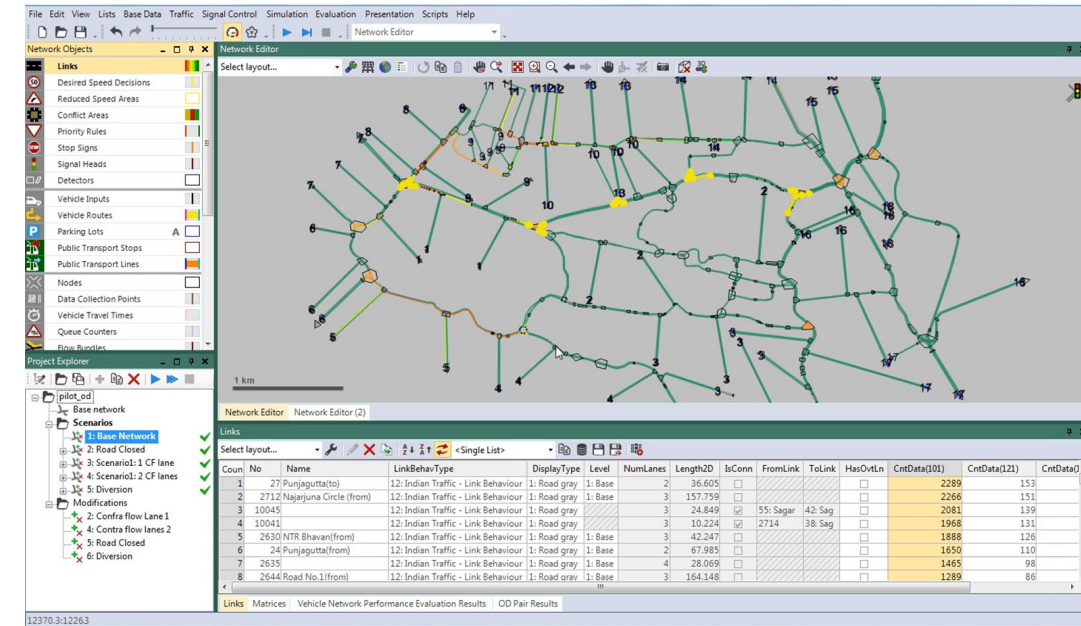 File Edit View Lists Base Data Traffic Signal Control Simulation Evaluation Presentation Scripts Help
Network Editor
Network Objects
Links
Desired Speed Decisions
Reduced Speed Areas
Conflict Areas
Priority Rules
Stop Signs
Signal Heads
Detectors
Vehicle Inputs
Vehicle Routes
Parking Lots A
Public Transport Stops
Public Transport Lines
Nodes
Data Collection Points
Vehicle Travel Times
Queue Counters
Flow Bundles
Network Editor
Select layout...
1 km
Network Editor Network Editor (2)
Project Explorer
pilot_od
Base network
Scenarios
1: Base Network
2: Road Closed
3: Scenario1: 1 CF lane
4: Scenario1: 2 CF lanes
5: Diversion
Modifications
2: Confra flow Lane 1
4: Contra flow lanes 2
5: Road Closed
6: Diversion
Links
Select layout... <Single List>
Coun No Name LinkBehavType DisplayType Level NumLanes Length2D IsConn FromLink ToLink HasOvtLn CntData(101) CntData(121) CntData(1
1 27 Punjagutta(to) 12: Indian Traffic - Link Behaviour 1: Road gray 1: Base 2 36.605 2289 153
2 2712 Najarjuna Circle (from) 12: Indian Traffic - Link Behaviour 1: Road gray 1: Base 3 157.759 2266 151
3 10045 12: Indian Traffic - Link Behaviour 1: Road gray 3 24.849 55: Sagar 42: Sag 2081 139
4 10041 12: Indian Traffic - Link Behaviour 1: Road gray 3 10.224 2714 38: Sag 1968 131
5 2630 NTR Bhavan(from) 12: Indian Traffic - Link Behaviour 1: Road gray 1: Base 3 42.247 1888 126
6 24 Punjagutta(from) 12: Indian Traffic - Link Behaviour 1: Road gray 1: Base 2 67.985 1650 110
7 2635 12: Indian Traffic - Link Behaviour 1: Road gray 1: Base 4 28.069 1465 98
8 2644 Road No.1(from) 12: Indian Traffic - Link Behaviour 1: Road gray 1: Base 3 164.148 1289 86
Links Matrices Vehicle Network Performance Evaluation Results OD Pair Results
12370.3:1226.3